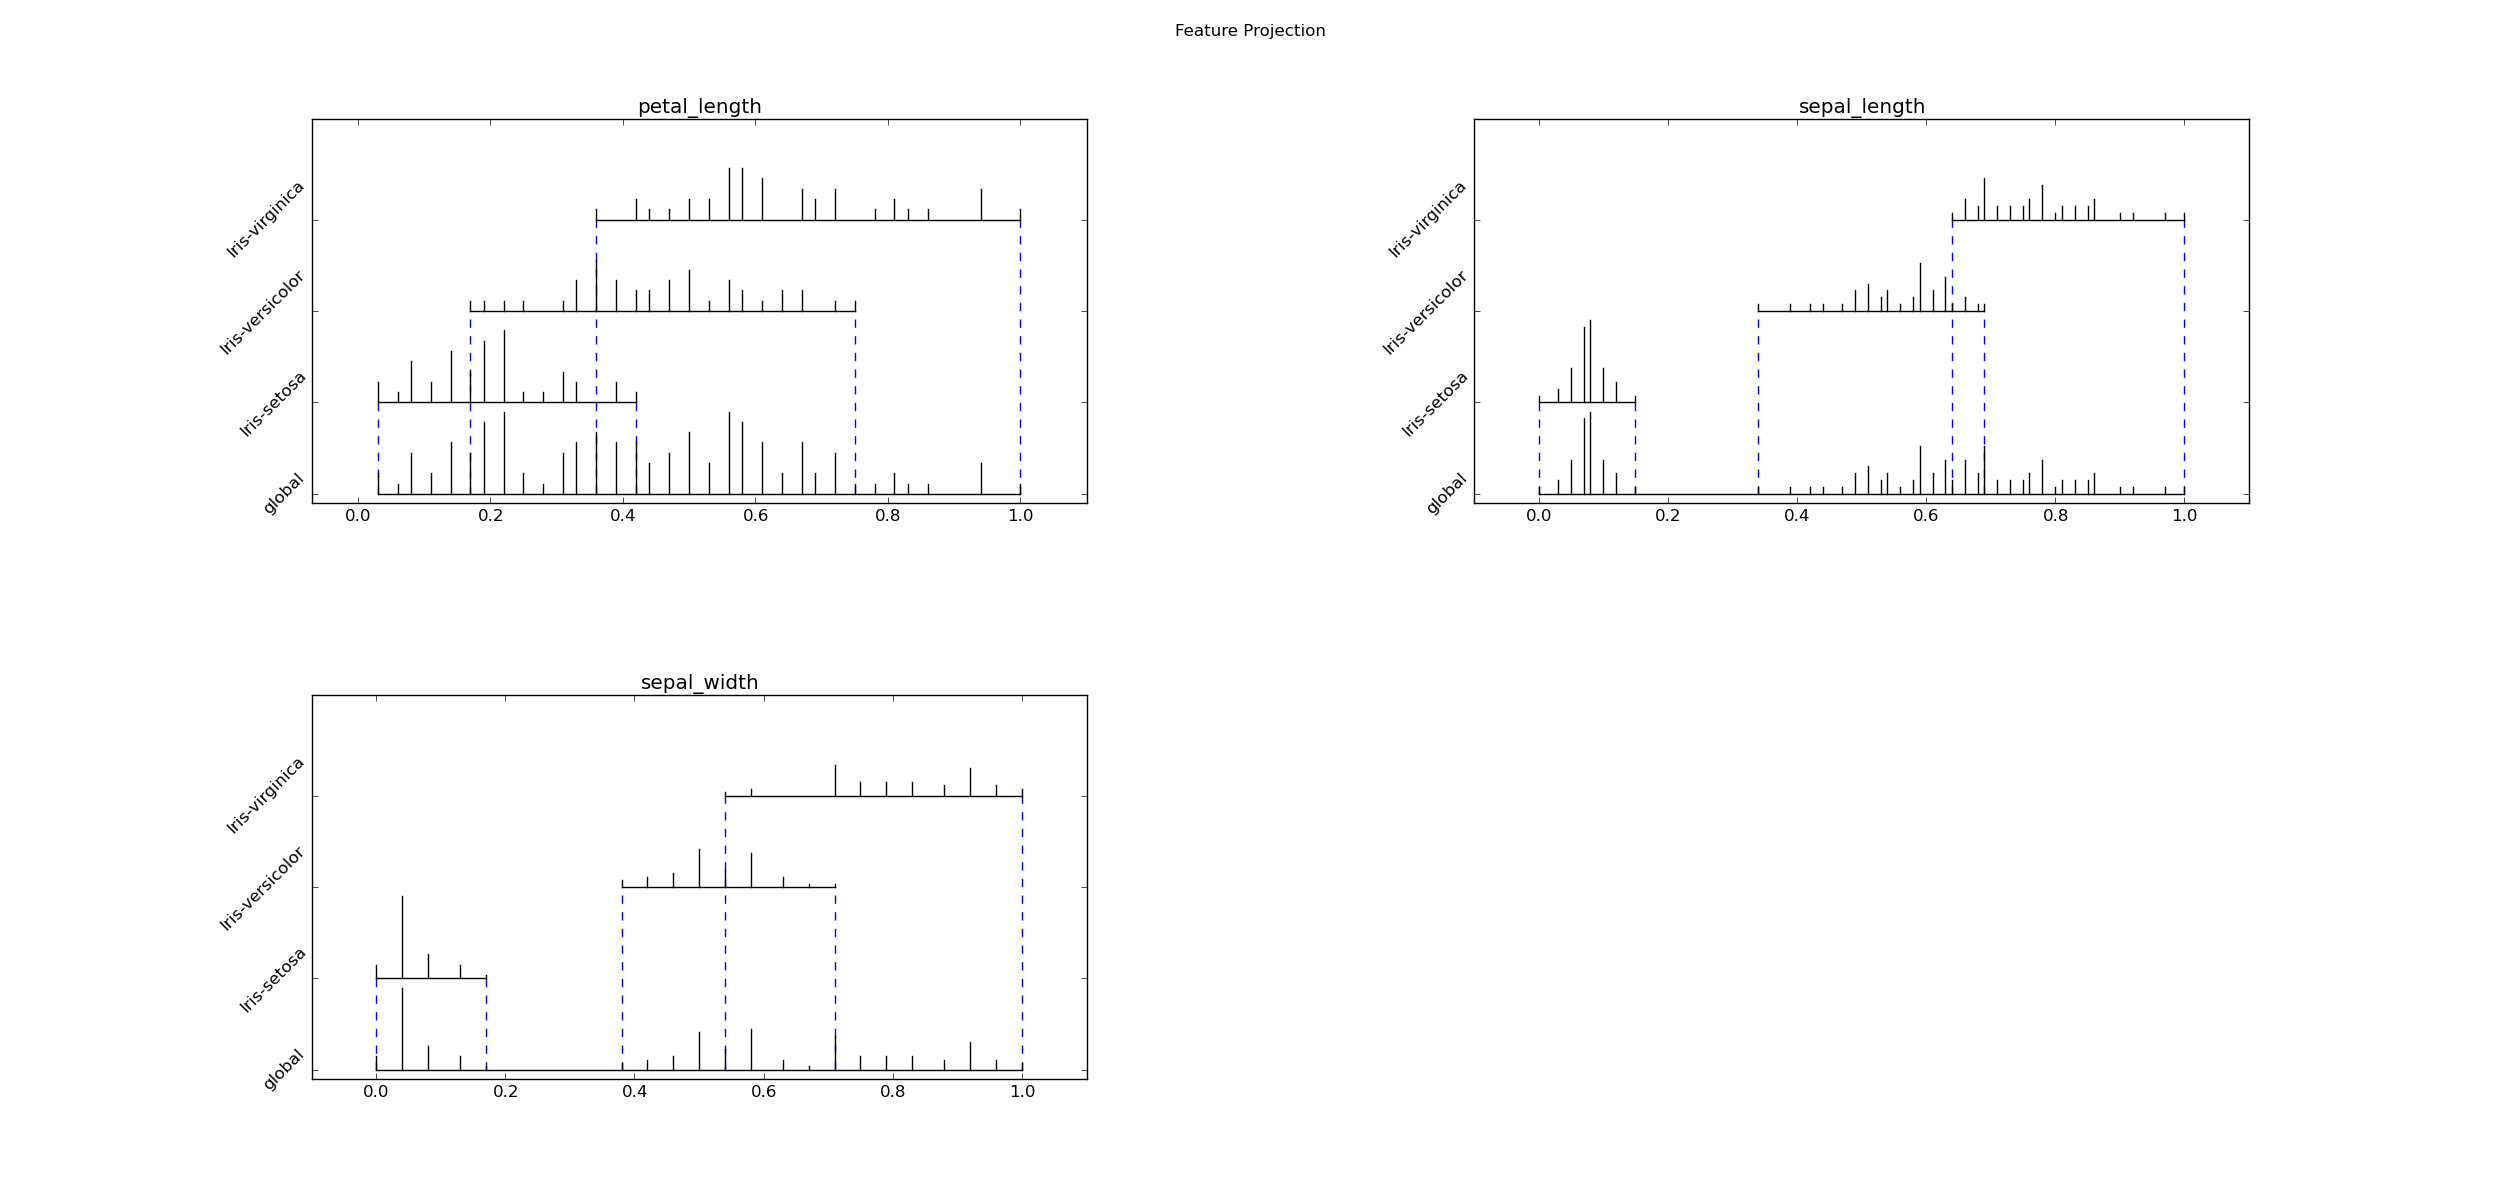 Feature Projection
petal_length
Iris-virginica
Iris-versicolor
Iris-setosa
global
0.0 0.2 0.4 0.6 0.8 1.0
sepal_length
Iris-virginica
Iris-versicolor
Iris-setosa
global
0.0 0.2 0.4 0.6 0.8 1.0
sepal_width
Iris-virginica
Iris-versicolor
Iris-setosa
global
0.0 0.2 0.4 0.6 0.8 1.0